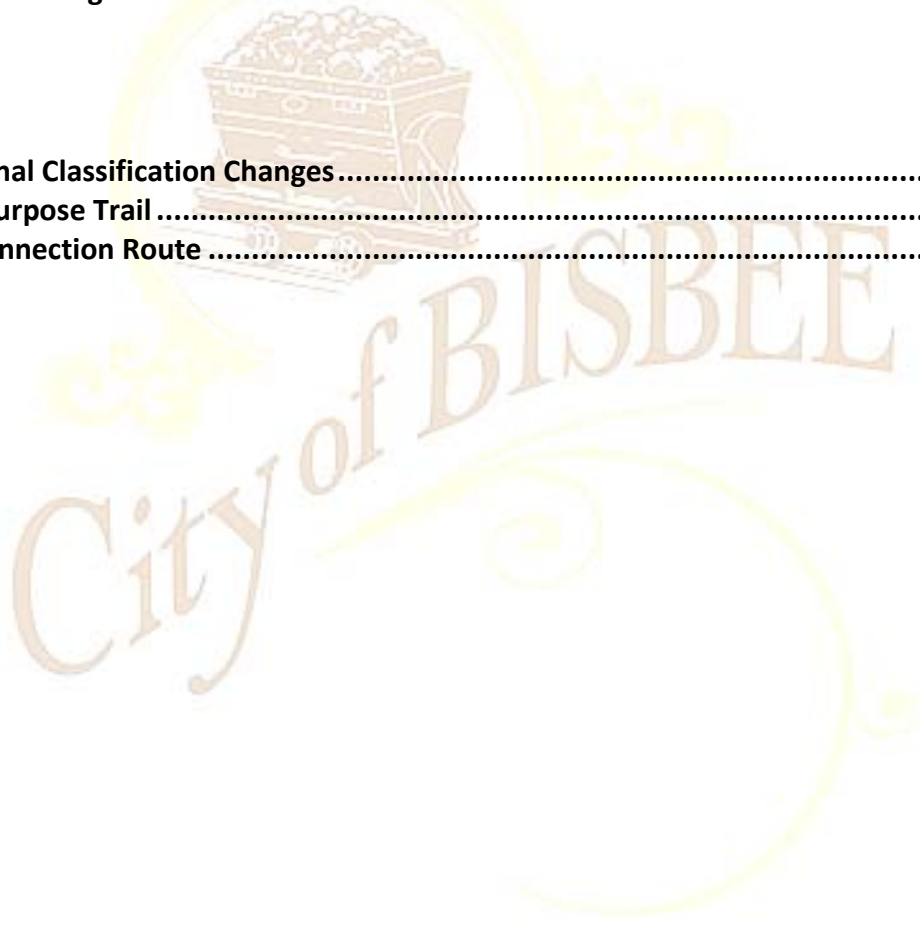 nal Classification Changes....................................................................
urpose Trail.........................................................................................
nnection Route ...................................................................................
City of BISBEE